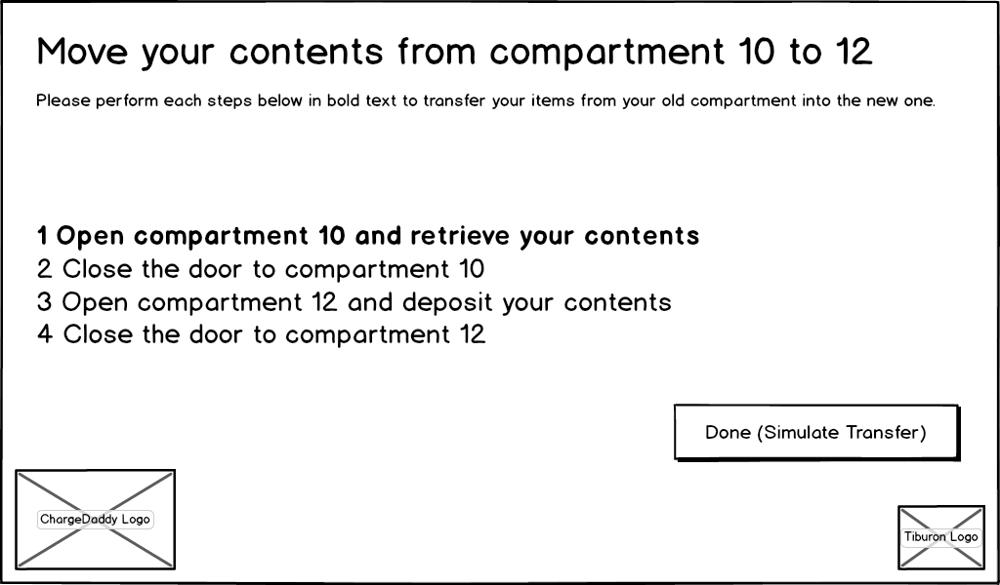 Move your contents from compartment 10 to 12
Please perform each steps below in bold text to transfer your items from your old compartment into the new one.
1 Open compartment 10 and retrieve your contents
2 Close the door to compartment 10
3 Open compartment 12 and deposit your contents
4 Close the door to compartment 12
Done (Simulate Transfer)
ChargeDaddy Logo
Tiburon Logo